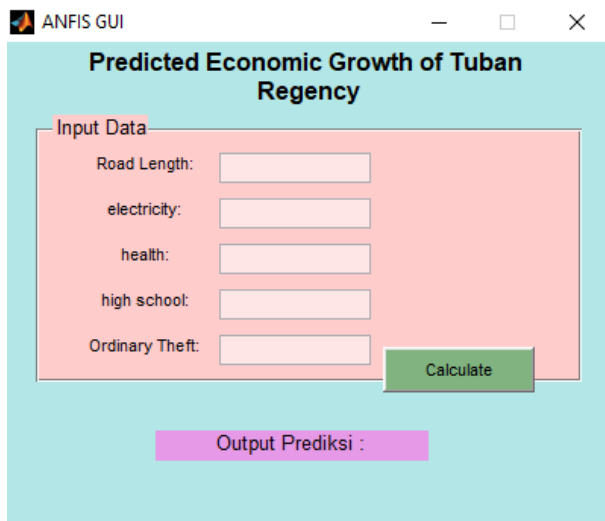 ANFIS GUI
Predicted Economic Growth of Tuban
Regency
Input Data
Road Length:
electricity:
health:
high school:
Ordinary Theft:
Calculate
Output Prediksi :